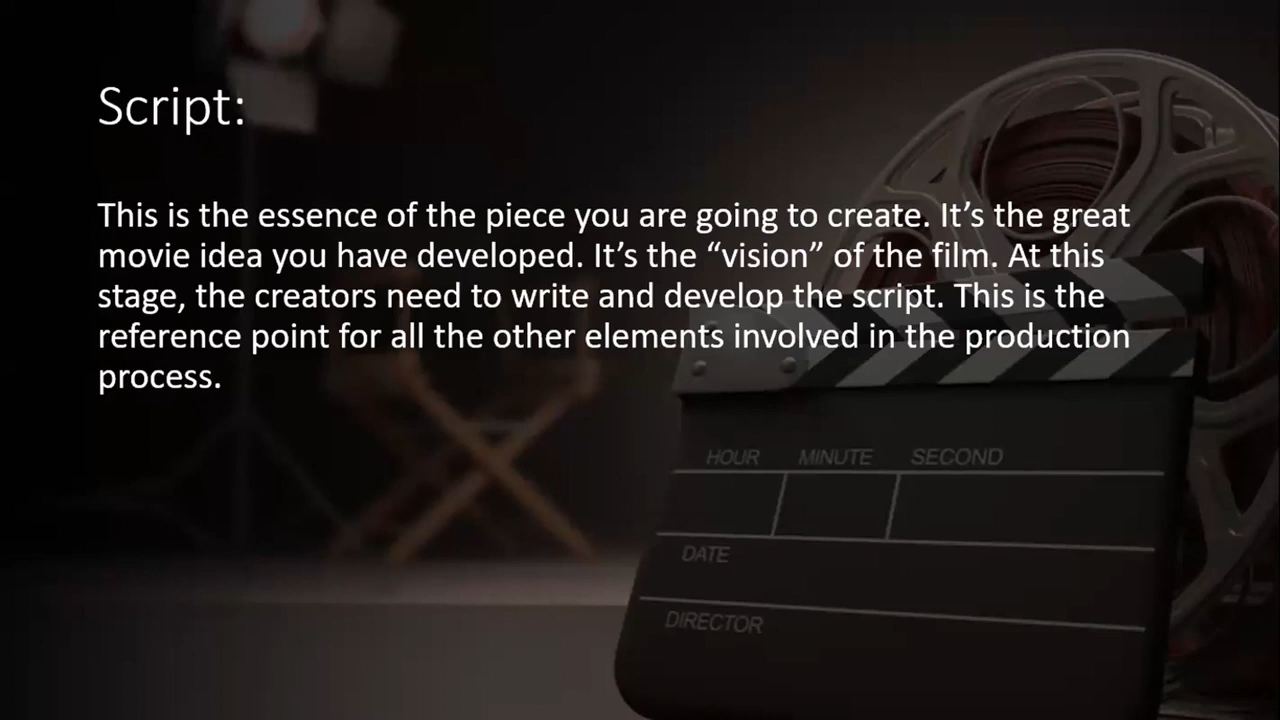 Script:
This is the essence of the piece you are going to create. It’s the great
movie idea you have developed. It’s the “vision” of the film. At this
stage, the creators need to write and develop the script. This is the
reference point for all the other elements involved in the production
process.
HOUR MINUTE SECOND
DATE
DIRECTOR